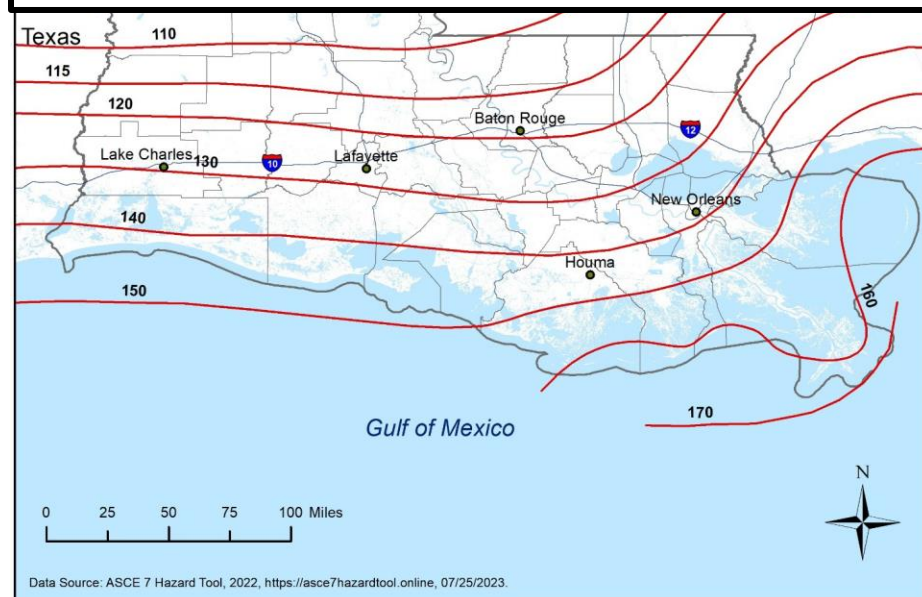 Texas
110
115
120
Baton Rouge
12
Lake Charles
130
10
Lafayette
New Orleans
140
Houma
150
160
170
Gulf of Mexico
N
0 25 50 75 100 Miles
Data Source: ASCE 7 Hazard Tool, 2022, https://asce7hazardtool.online, 07/25/2023.